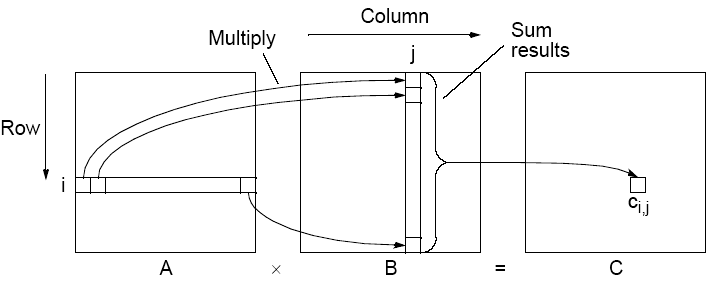 Column
Multiply
j
Sum
results
Row
i
c i,j
A × B = C